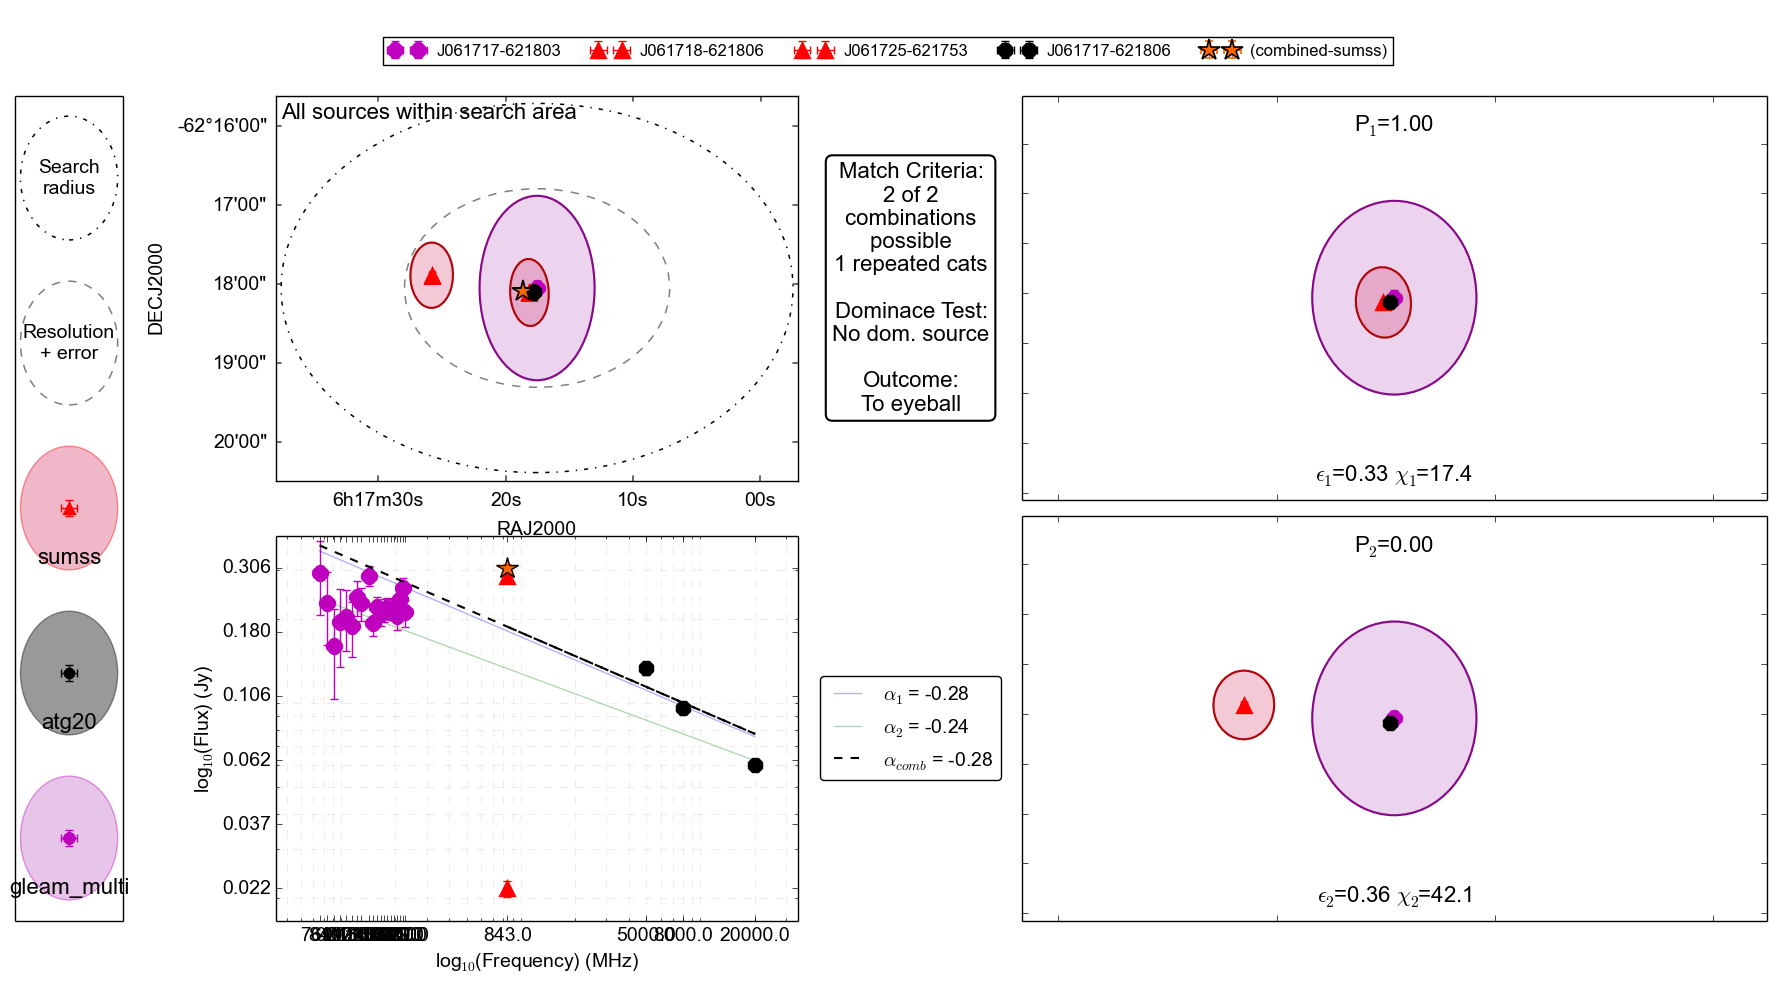 J061717-621803 J061718-621806 J061725-621753 J061717-621806 (combined-sumss)
Search
radius
Resolution
+ error
sumss
atg20
gleam_multi
All sources within search area
DECJ2000
-62°16'00"
17'00"
18'00"
19'00"
20'00"
6h17m30s 20s 10s 00s
RAJ2000
Match Criteria:
2 of 2
combinations
possible
1 repeated cats
Dominace Test:
No dom. source
Outcome:
To eyeball
P1=1.00
ϵ1=0.33 χ1=17.4
log10(Flux) (Jy)
0.306
0.180
0.106
0.062
0.037
0.022
843.0 5000.0 8000.0 20000.0
log10(Frequency) (MHz)
α1 = -0.28
α2 = -0.24
αcomb = -0.28
P2=0.00
ϵ2=0.36 χ2=42.1